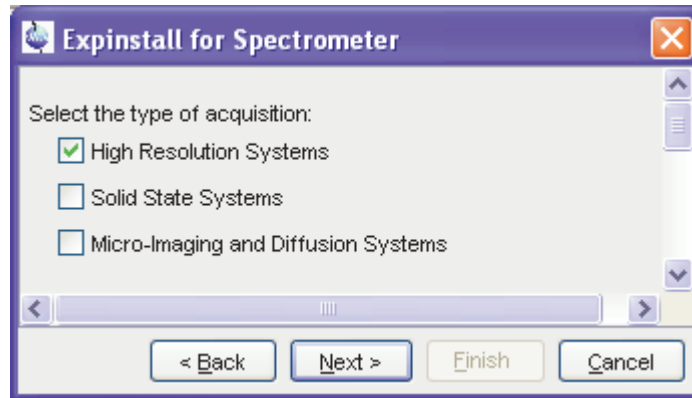 Expinstall for Spectrometer
Select the type of acquisition:
High Resolution Systems
Solid State Systems
Micro-Imaging and Diffusion Systems
< Back Next > Finish Cancel